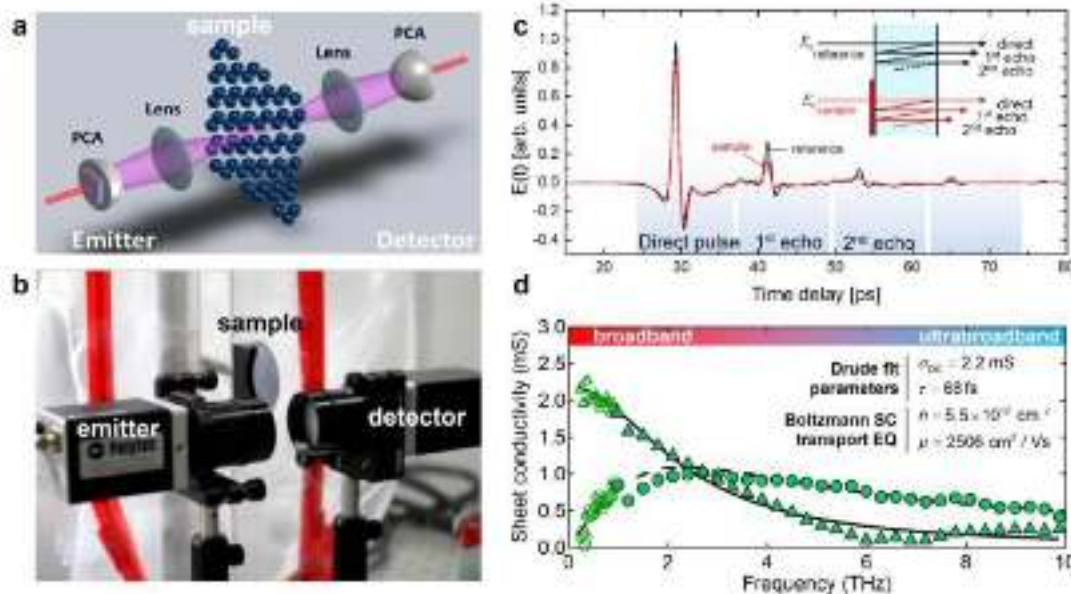 a
sample
PCA
Lens
Lens
PCA
Emitter
Detector
b
sample
emitter
detector
c
E(t) [arb. units]
1.2
1.0
0.8
0.6
0.4
0.2
0.0
-0.2
-0.4
reference
direct
1st echo
2nd echo
sample
direct
1st echo
2nd echo
sample
reference
Direct pulse
1st echo
2nd echo
20
30
40
50
60
70
80
Time delay [ps]
d
Sheet conductivity (mS)
3.0
2.5
2.0
1.5
1.0
0.5
0.0
broadband
ultrabroadband
Drude fit
parameters
= 2.2 mS
τ = 68 fs
Boltzmann SC
transport EQ
μ = 2506 cm² / Vs
0
2
4
6
8
10
Frequency (THz)